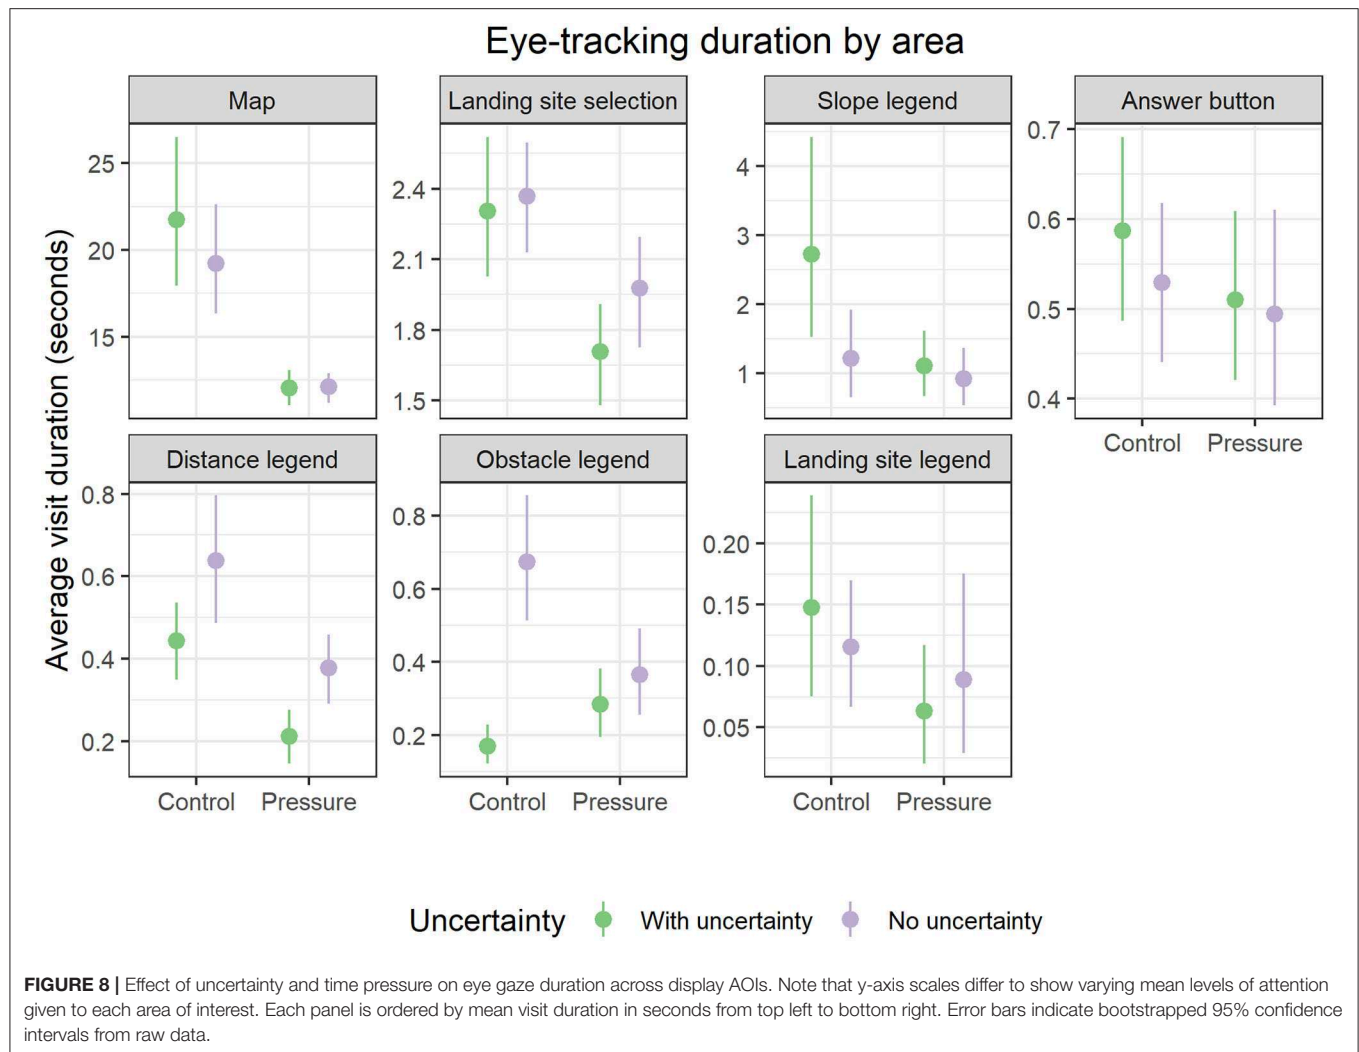 Eye-tracking duration by area
Map
Landing site selection
Slope legend
Answer button
25
20
15
2.4
2.1
1.8
1.5
4
3
2
1
0.7
0.6
0.5
0.4
Control Pressure
Average visit duration (seconds)
Distance legend
Obstacle legend
Landing site legend
0.8
0.6
0.4
0.2
0.8
0.6
0.4
0.2
0.20
0.15
0.10
0.05
Control Pressure
Control Pressure
Control Pressure
Uncertainty With uncertainty No uncertainty
FIGURE 8 | Effect of uncertainty and time pressure on eye gaze duration across display AOIs. Note that y-axis scales differ to show varying mean levels of attention
given to each area of interest. Each panel is ordered by mean visit duration in seconds from top left to bottom right. Error bars indicate bootstrapped 95% confidence
intervals from raw data.